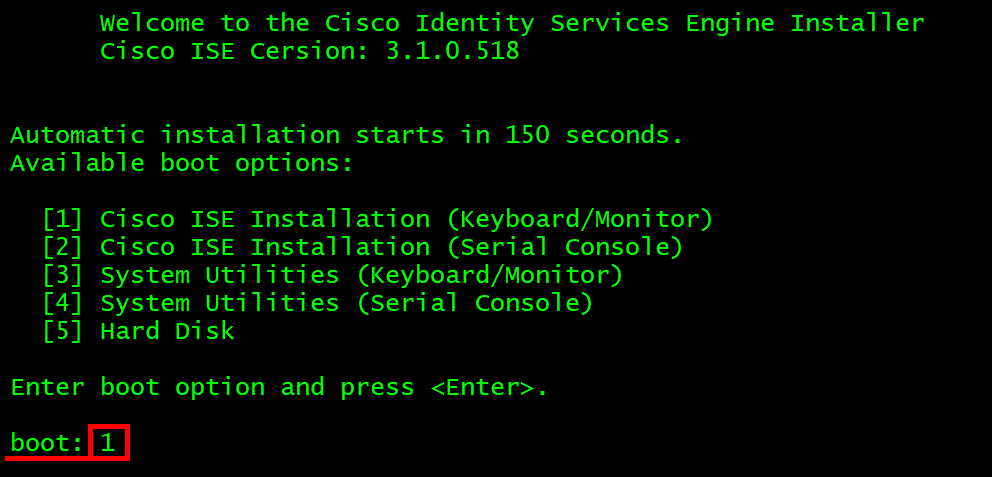 Welcome to the Cisco Identity Services Engine Installer
Cisco ISE Cersion: 3.1.0.518
Automatic installation starts in 150 seconds.
Available boot options:
[1] Cisco ISE Installation (Keyboard/Monitor)
[2] Cisco ISE Installation (Serial Console)
[3] System Utilities (Keyboard/Monitor)
[4] System Utilities (Serial Console)
[5] Hard Disk
Enter boot option and press <Enter>.
boot: 1